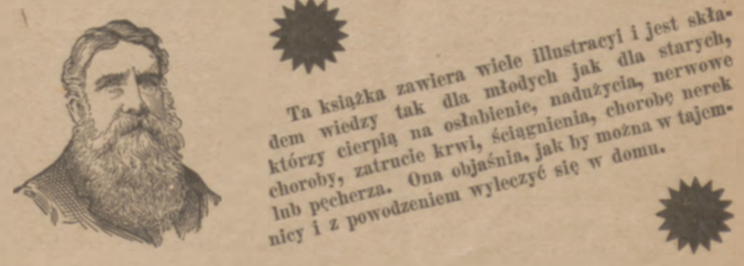 Ta książka zawiera wiele illustracyi i jest skła-
dem wiedzy tak dla młodych jak dla starych,
którzy cierpią na osłabienie, nadużycia, nerwowe
choroby, zatrucie krwi, ściągnienia, chorobę nerek
lub pęcherza. Ona objaśnia, jak by można w tajem-
nicy i z powodzeniem wyleczyć się w domu.